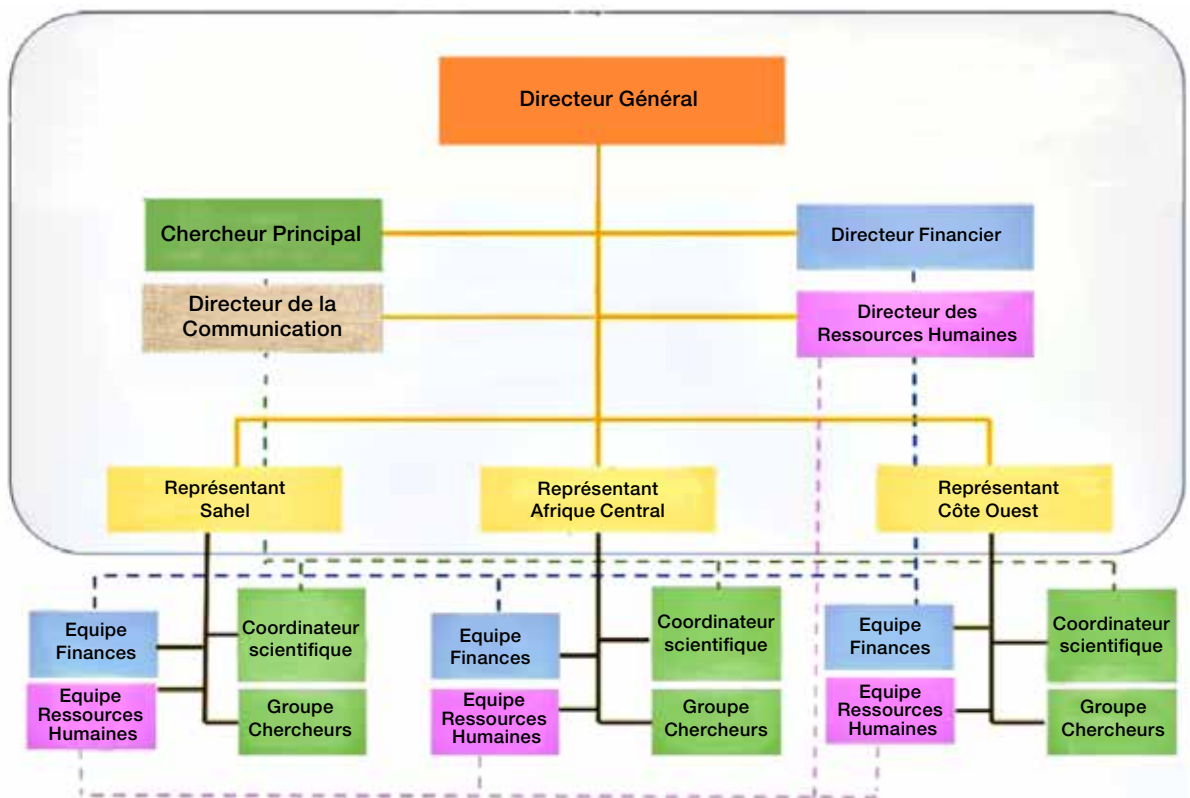 Directeur Général
Chercheur Principal
Directeur Financier
Directeur de la
Communication
Directeur des
Ressources Humaines
Représentant
Sahel
Représentant
Afrique Central
Représentant
Côte Ouest
Equipe
Finances
Coordinateur
scientifique
Equipe
Finances
Coordinateur
scientifique
Equipe
Finances
Coordinateur
scientifique
Equipe
Ressources
Humaines
Groupe
Chercheurs
Equipe
Ressources
Humaines
Groupe
Chercheurs
Equipe
Ressources
Humaines
Groupe
Chercheurs